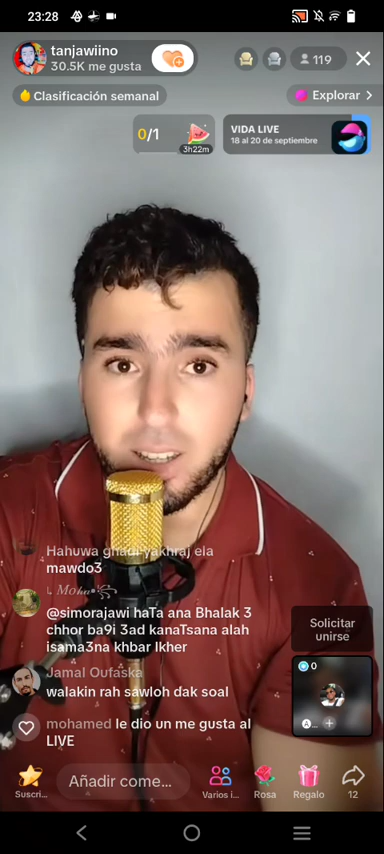 23:28
tanjawiino
30.5K me gusta
119
Clasificación semanal
Explorar
0/1
3h22m
VIDA LIVE
18 al 20 de septiembre
Hahuwa ghadi yakhraj ela
mawdo3
@simorajawi haTa ana Bhalak 3
chhor ba9i 3ad kanaTsana alah
isama3na khbar lkher
Jamal Oufaska
walakin rah sawloh dak soal
mohamed le dio un me gusta al
LIVE
Solicitar
unirse
0
A...
Suscri...
Añadir come...
Varios i...
Rosa
Regalo
12